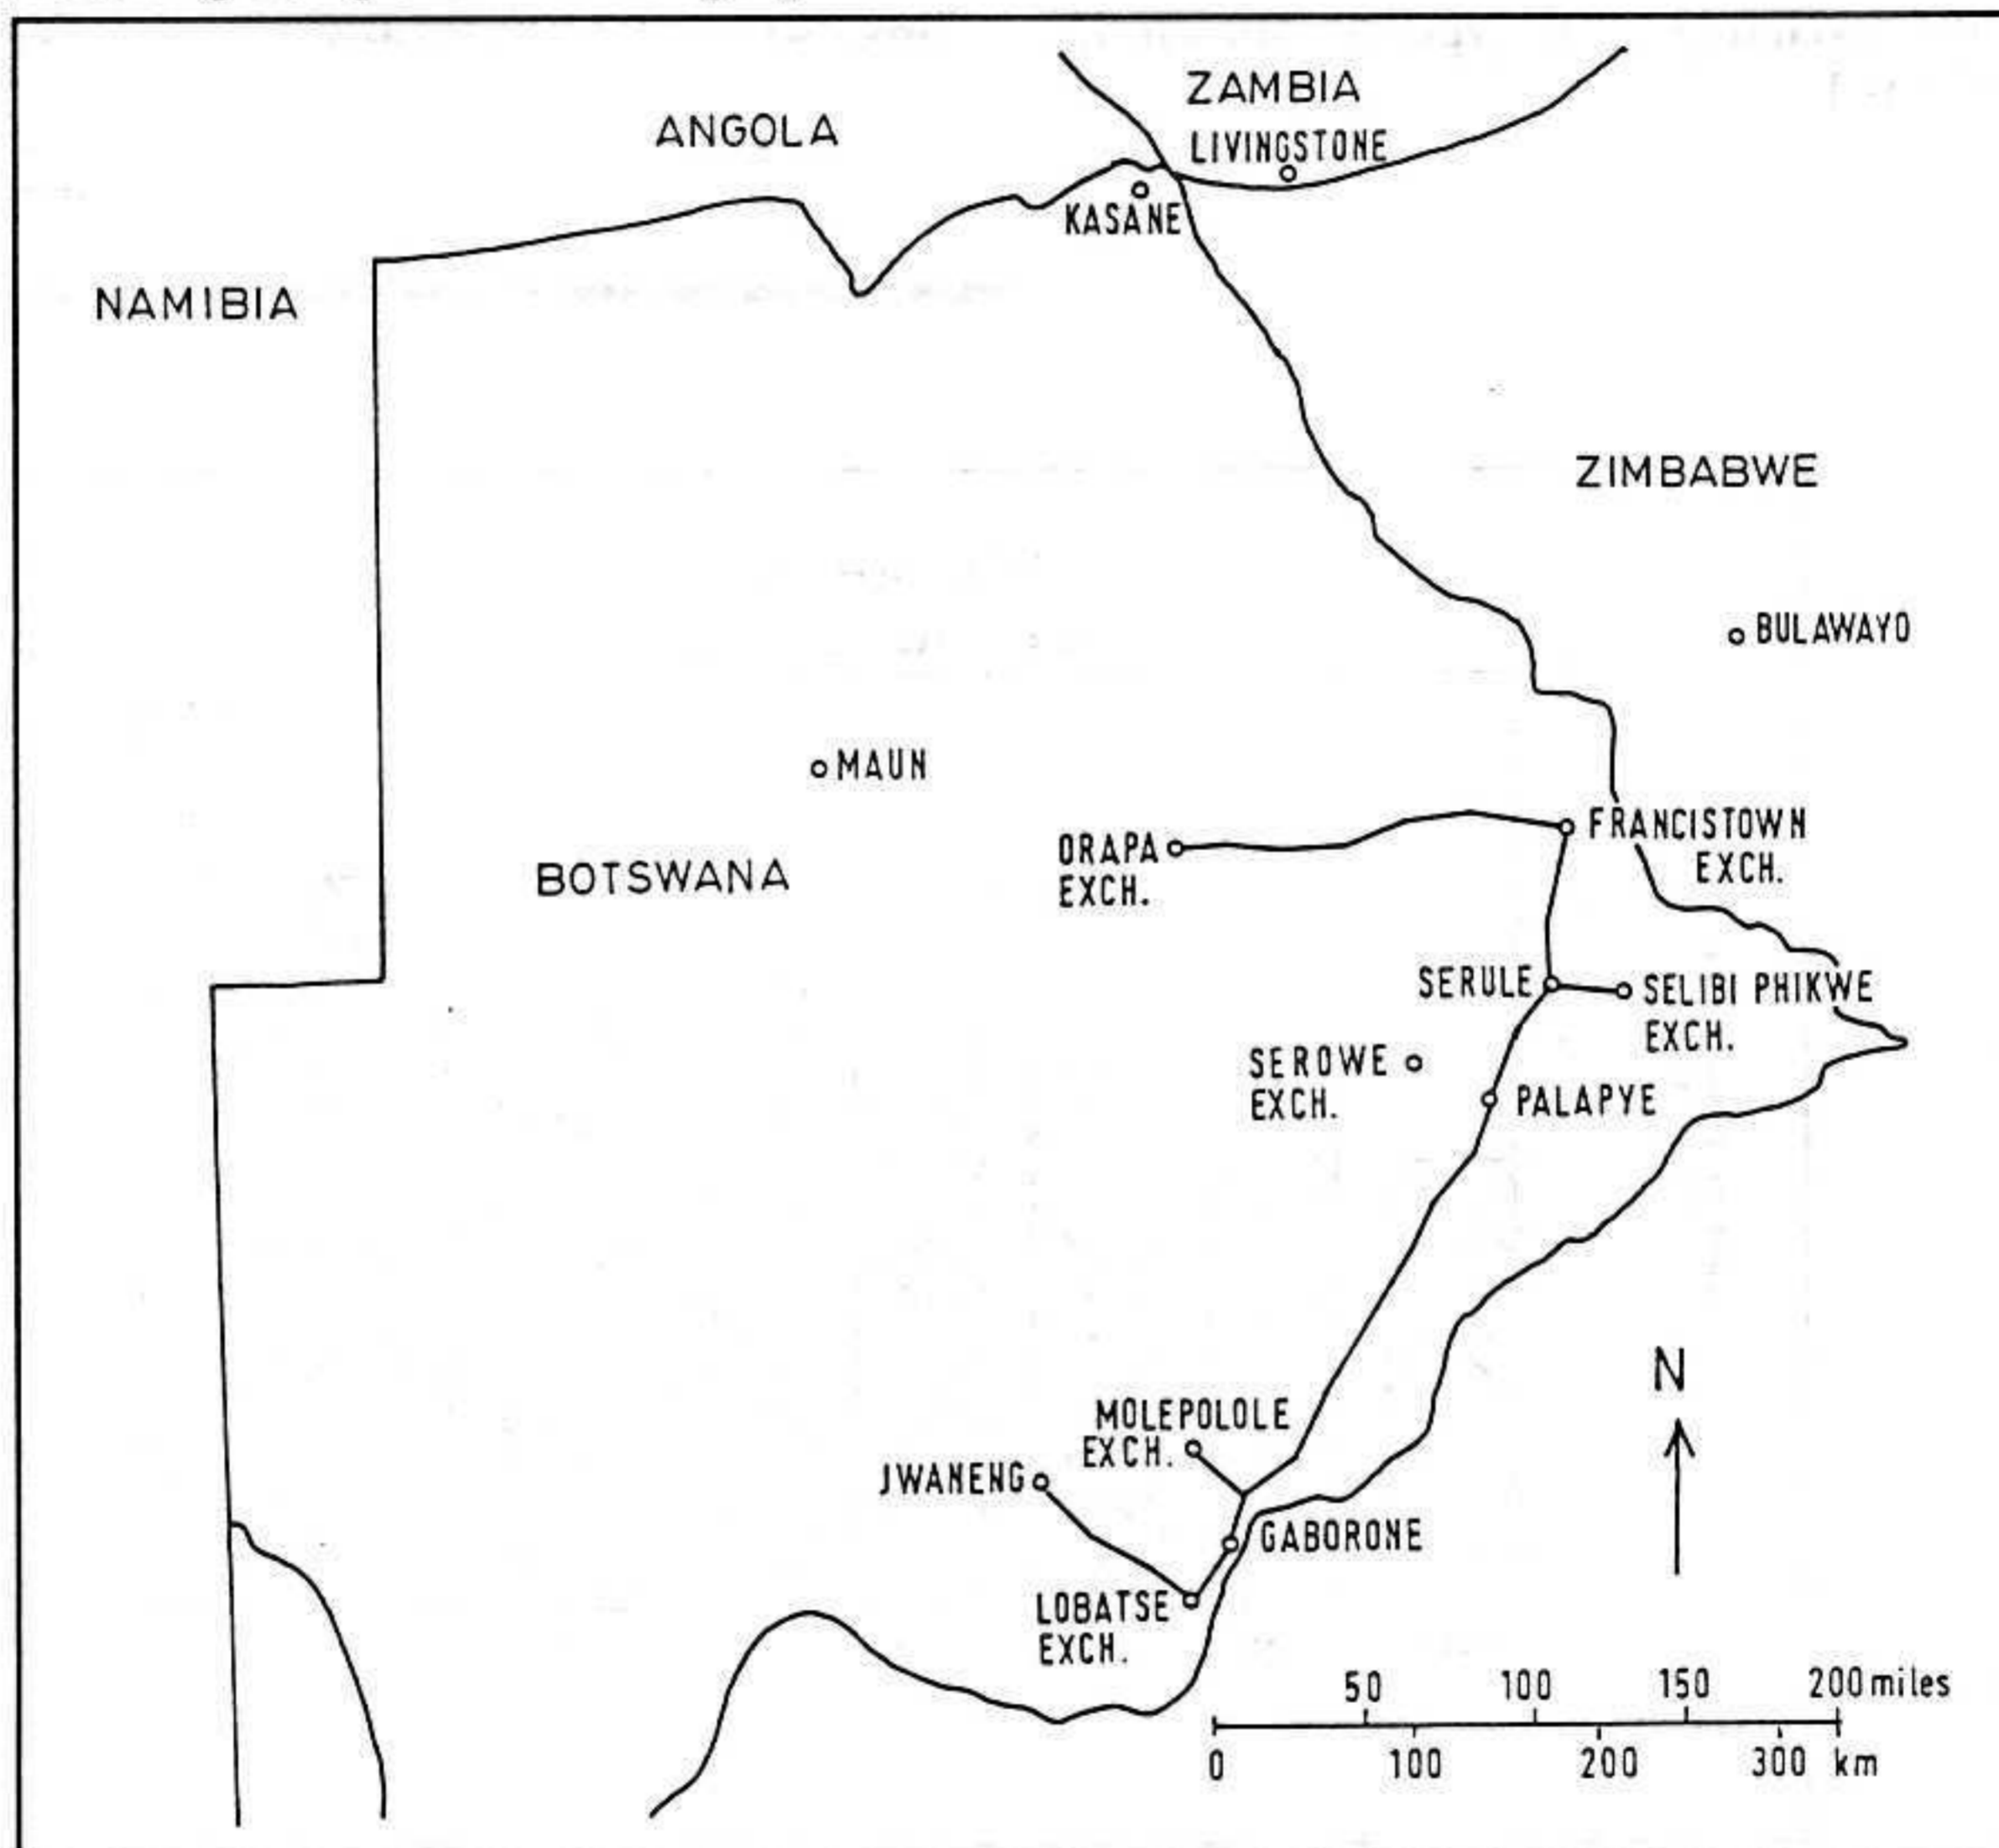 ZAMBIA
ANGOLA
LIVINGSTONE
KASANE
NAMIBIA
ZIMBABWE
BULAWAYO
MAUN
FRANCISTOWN
EXCH.
ORAPA
EXCH.
BOTSWANA
SERULE
SELIBI PHIKWE
EXCH.
SEROWE
EXCH.
PALAPYE
N
MOLEPOLOLE
EXCH.
JWANENG
GABORONE
LOBATSE
EXCH.
50 100 150 200 miles
0 100 200 300 km